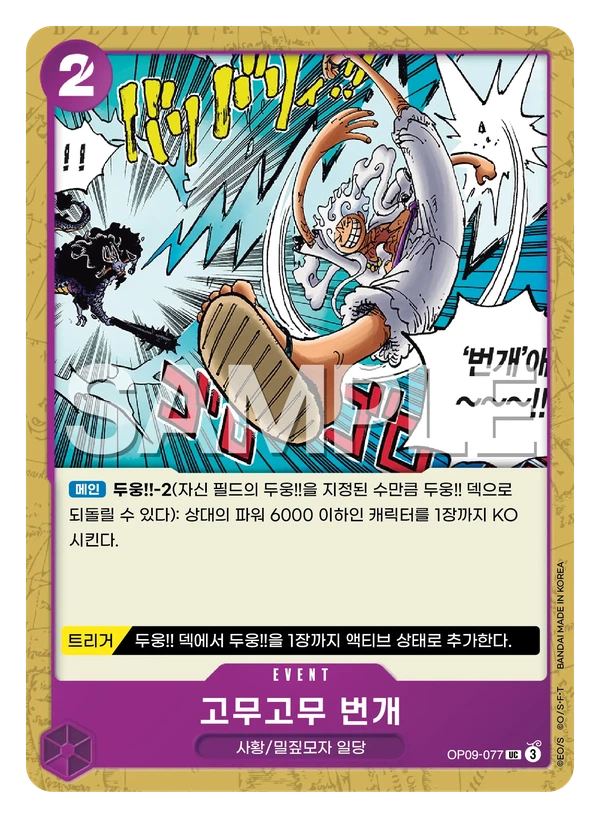 2
바리
바리
!!
'번개'야
~~~!!
SAMPLE
메인 두웅!!-2(자신 필드의 두웅!!을 지정된 수만큼 두웅!! 덱으로
되돌릴 수 있다): 상대의 파워 6000 이하인 캐릭터를 1장까지 KO
시킨다.
트리거 두웅!! 덱에서 두웅!!을 1장까지 액티브 상태로 추가한다.
EVENT
고무고무 번개
사황/밀짚모자 일당
OP09-077 UC 3
©EO/S ©O/S·F·T BANDAI MADE IN KOREA